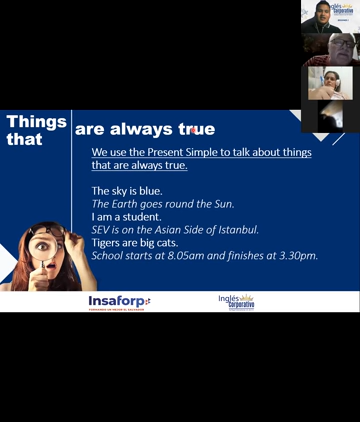 Things
that
are always true
We use the Present Simple to talk about things
that are always true.
The sky is blue.
The Earth goes round the Sun.
I am a student.
SEV is on the Asian Side of Istanbul.
Tigers are big cats.
School starts at 8.05am and finishes at 3.30pm.
Insaforp
Inglés
Corporativo